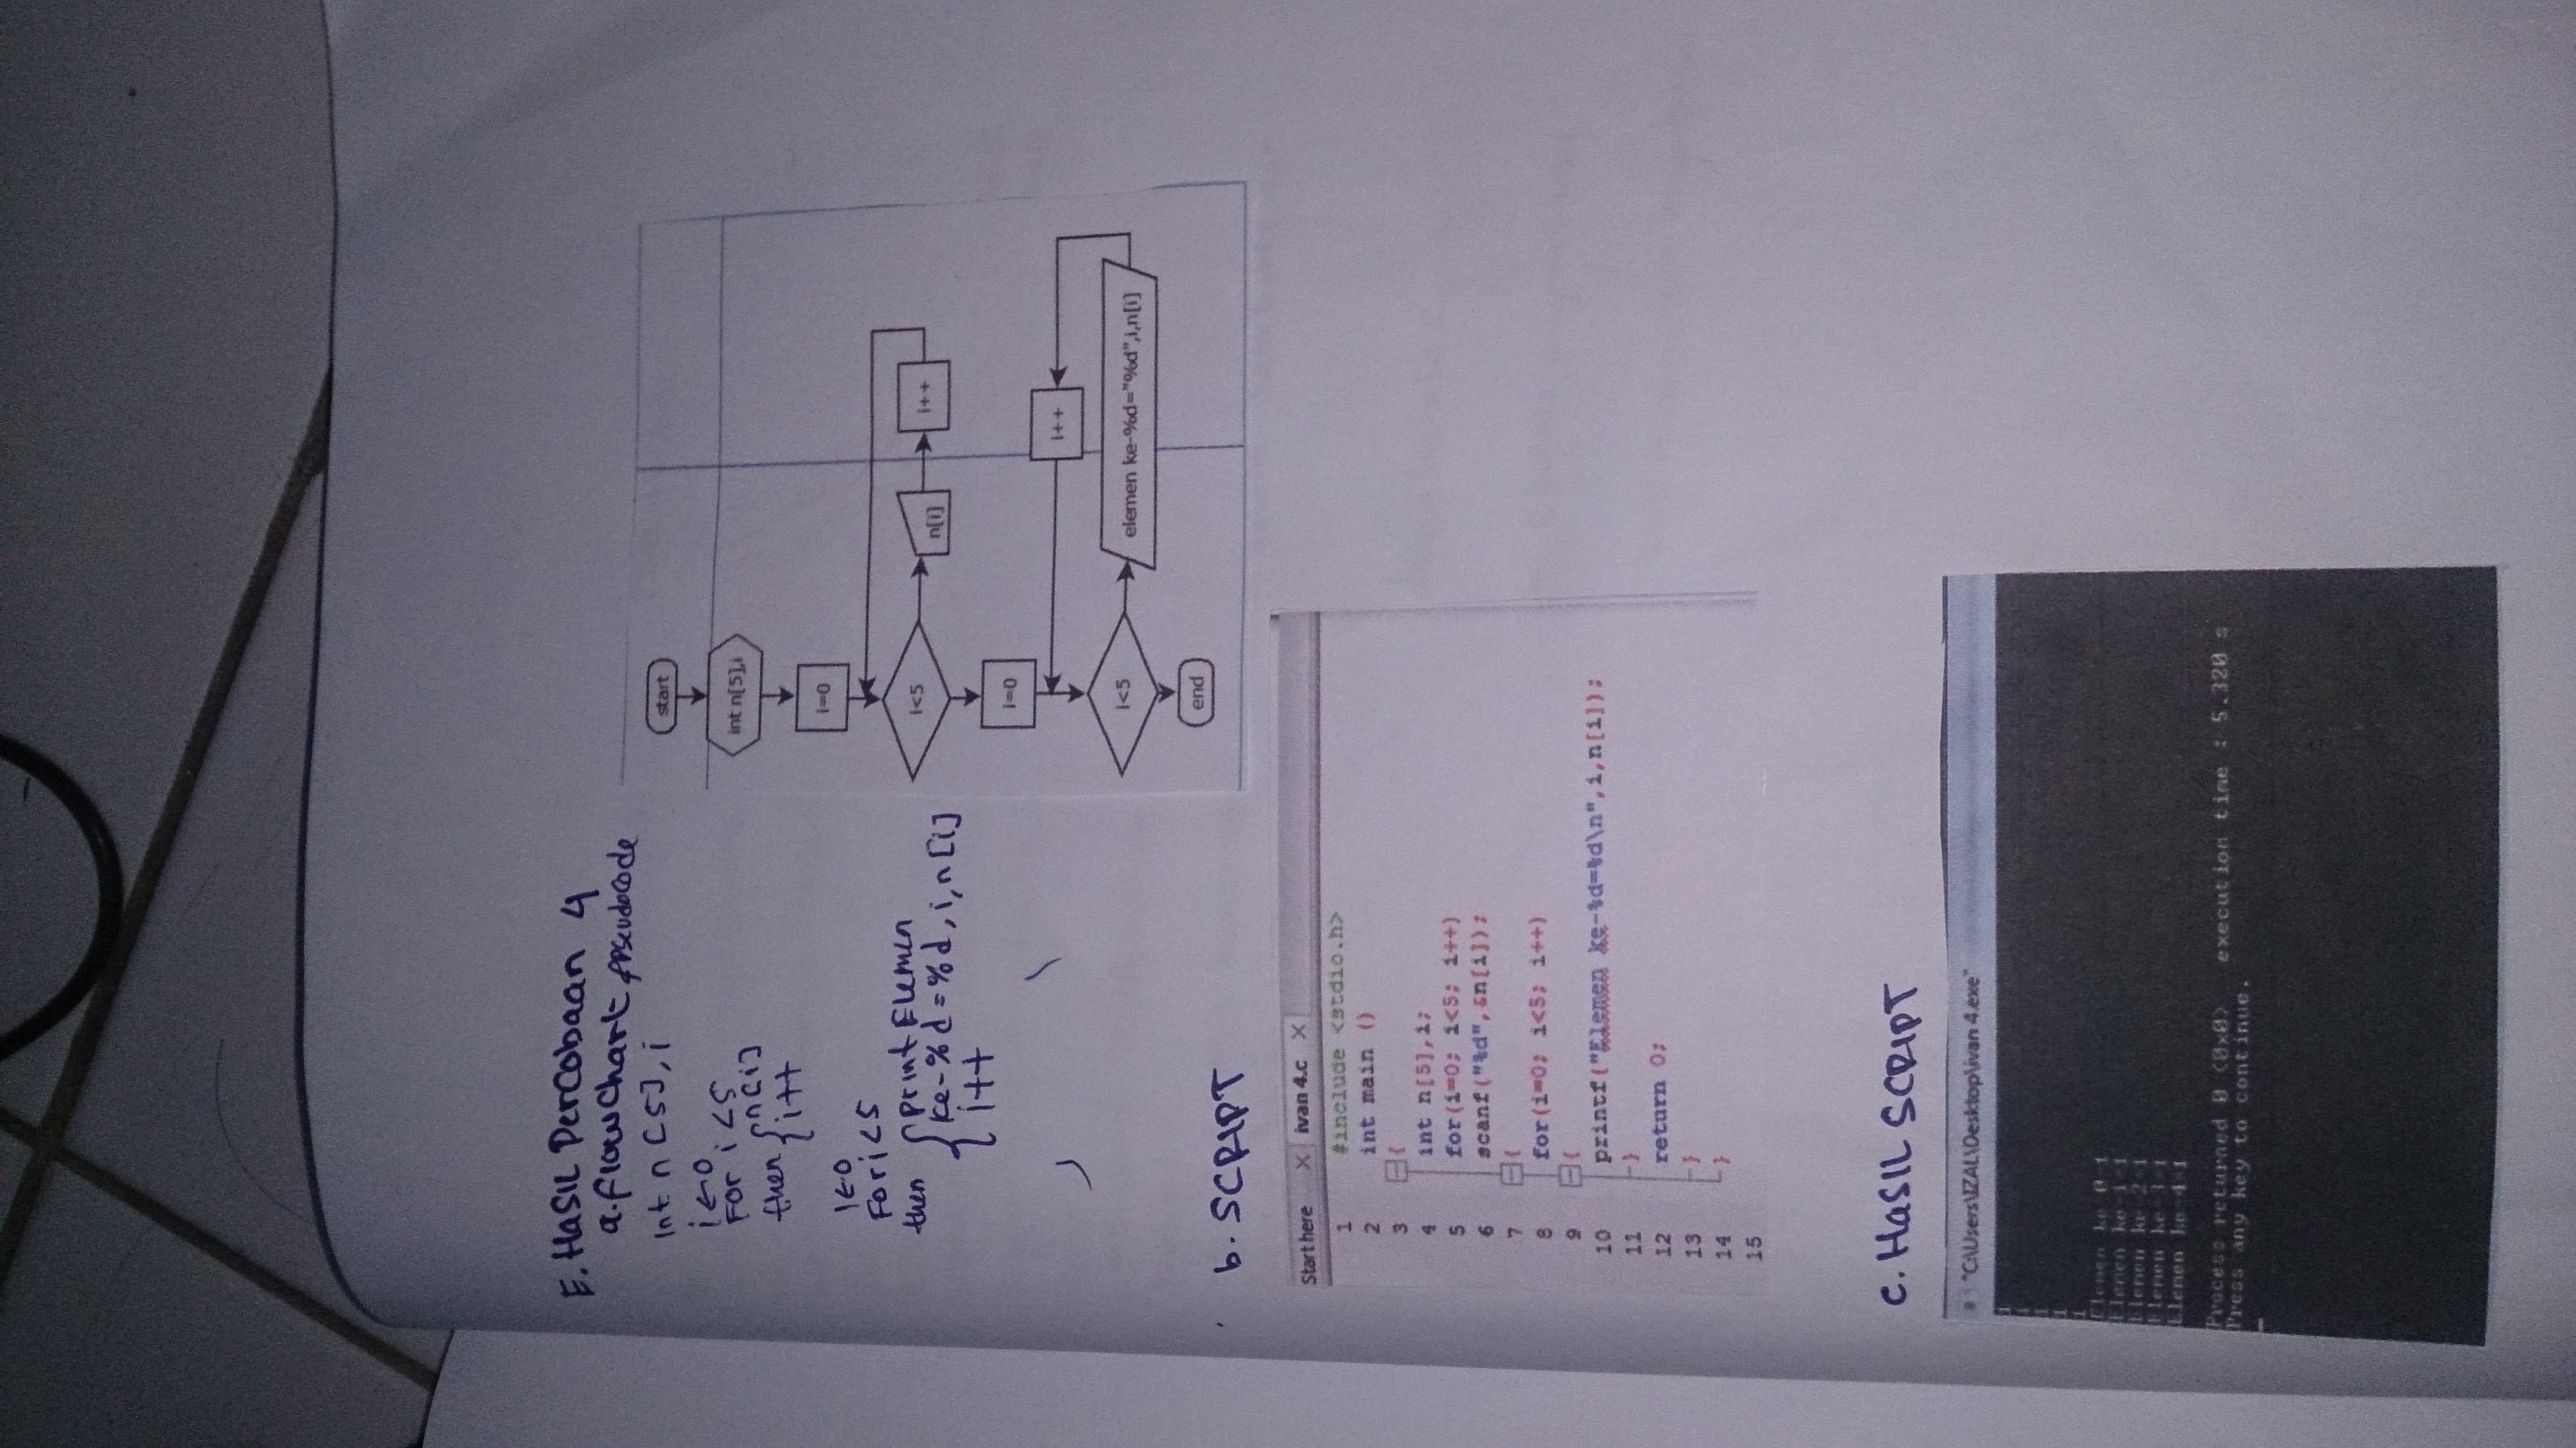 E. HASIL PERCOBAAN 4
a. flowchart, pseudocode
int n[5], i
i←0
For i<5
then { n[i]
{ i++
i←0
For i<5
then { print Elemen
ke-%d=%d, i, n[i]
i++
start
int n[5],i
i=0
i<5
n[i]
i++
i=0
i++
i<5
elemen ke-%d="%d",i,n[i]
end
b. SCRIPT
Start here X ivan 4.c X
1 #include <stdio.h>
2 int main ()
3 {
4 int n[5],i;
5 for(i=0; i<5; i++)
6 scanf("%d",&n[i]);
7 {
8 for(i=0; i<5; i++)
9 {
10 printf("Elemen ke-%d=%d\n",i,n[i]);
11 }
12 return 0;
13 }
14 }
15
c. HASIL SCRIPT
"C:\Users\IZAL\Desktop\ivan 4.exe"
1
1
1
1
1
Elemen ke-0=1
Elemen ke-1=1
Elemen ke-2=1
Elemen ke-3=1
Elemen ke-4=1
Process returned 0 (0x0) execution time : 5.320 s
Press any key to continue.